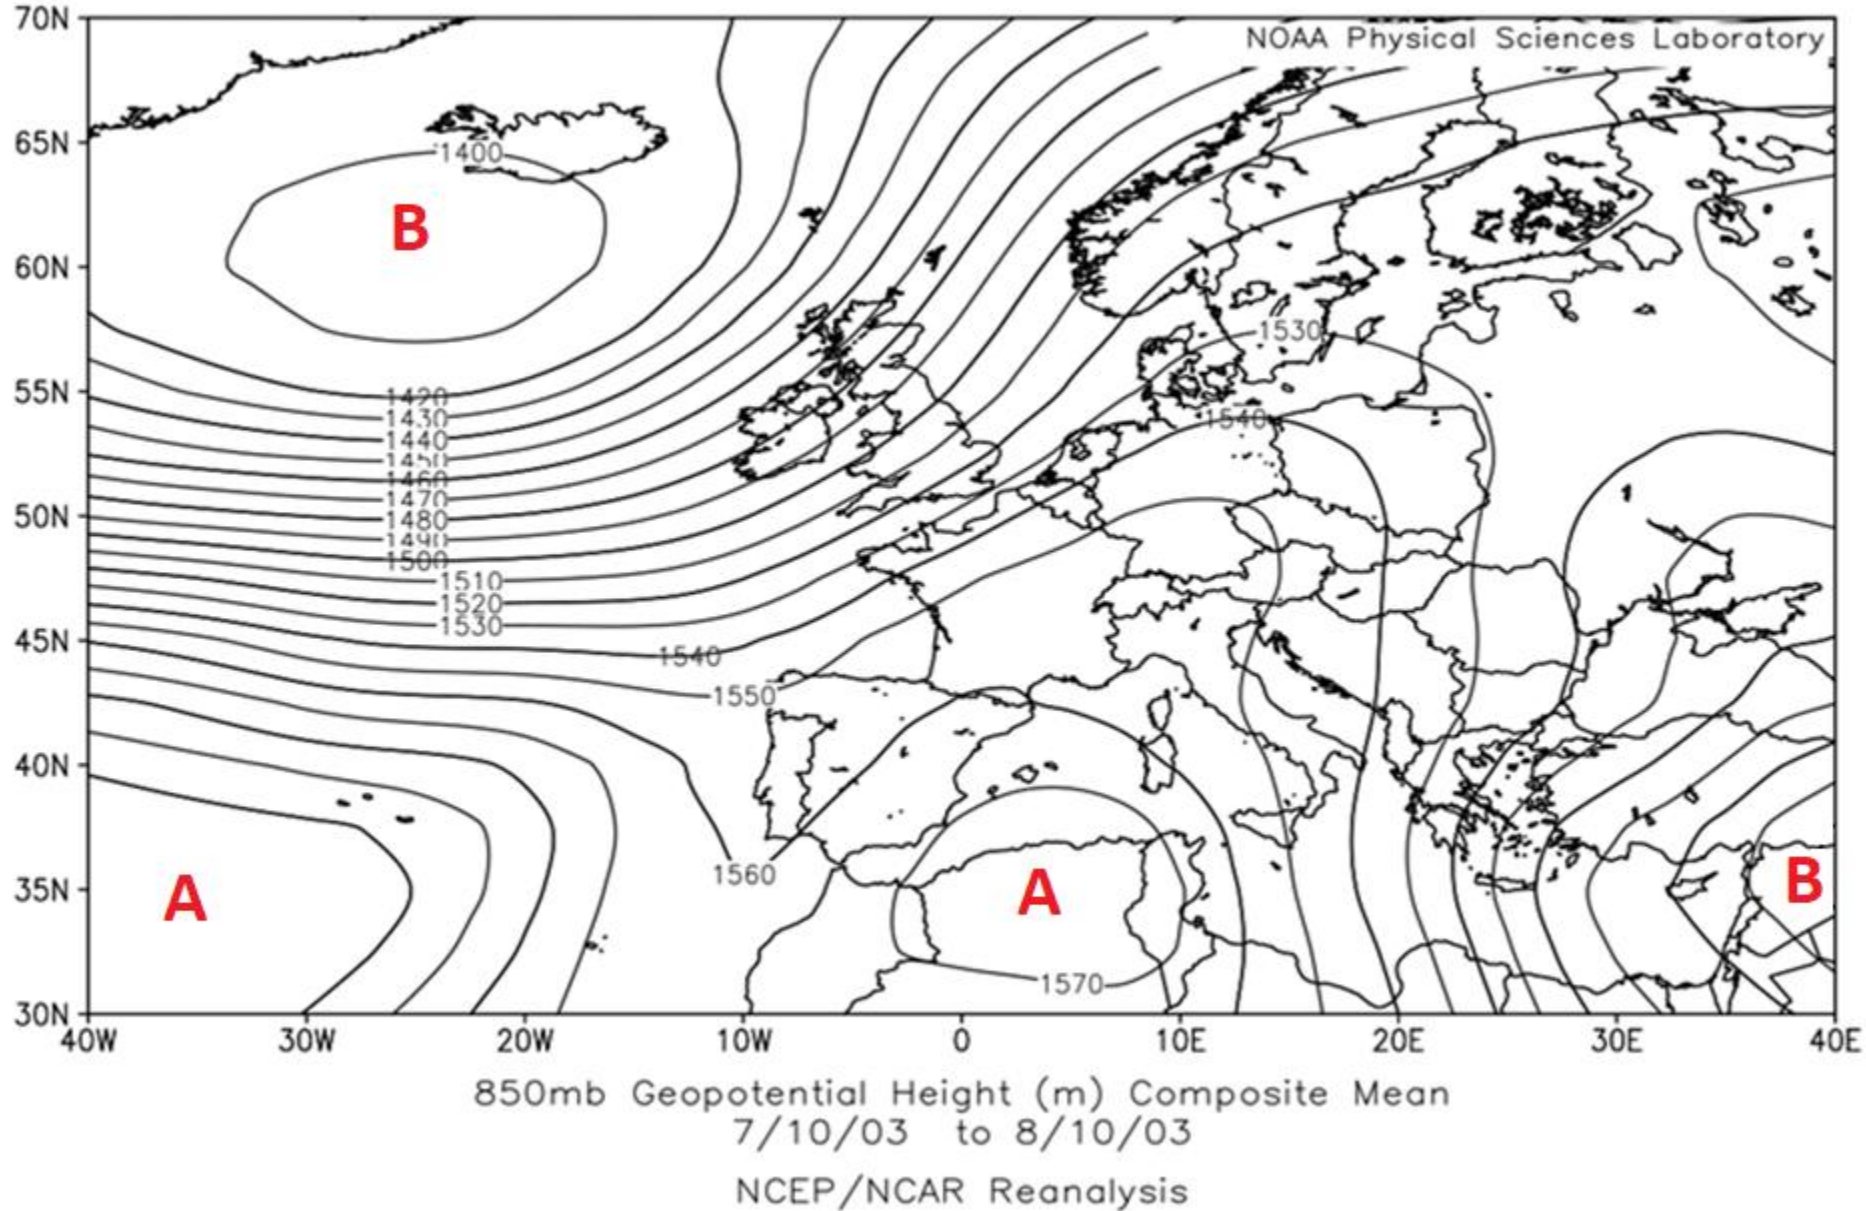 70N
NOAA Physical Sciences Laboratory
65N
1400
B
60N
1530
55N
1420
1430
1540
1440
1450
1460
1470
50N
1480
1490
1500
1510
1520
1530
45N
1540
1550
40N
1560
35N
A
A
B
1570
30N
40W 30W 20W 10W 0 10E 20E 30E 40E
850mb Geopotential Height (m) Composite Mean
7/10/03 to 8/10/03
NCEP/NCAR Reanalysis